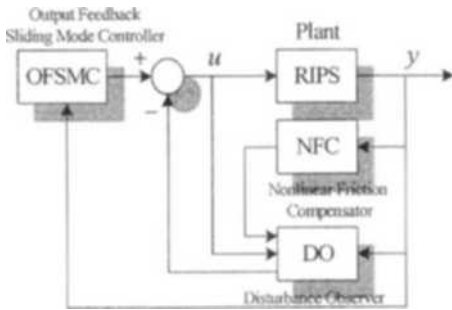 Output Feedback
Sliding Mode Controller
Plant
+
u
y
OFSMC
RIPS
−
NFC
Nonlinear Friction
Compensator
DO
Disturbance Observer